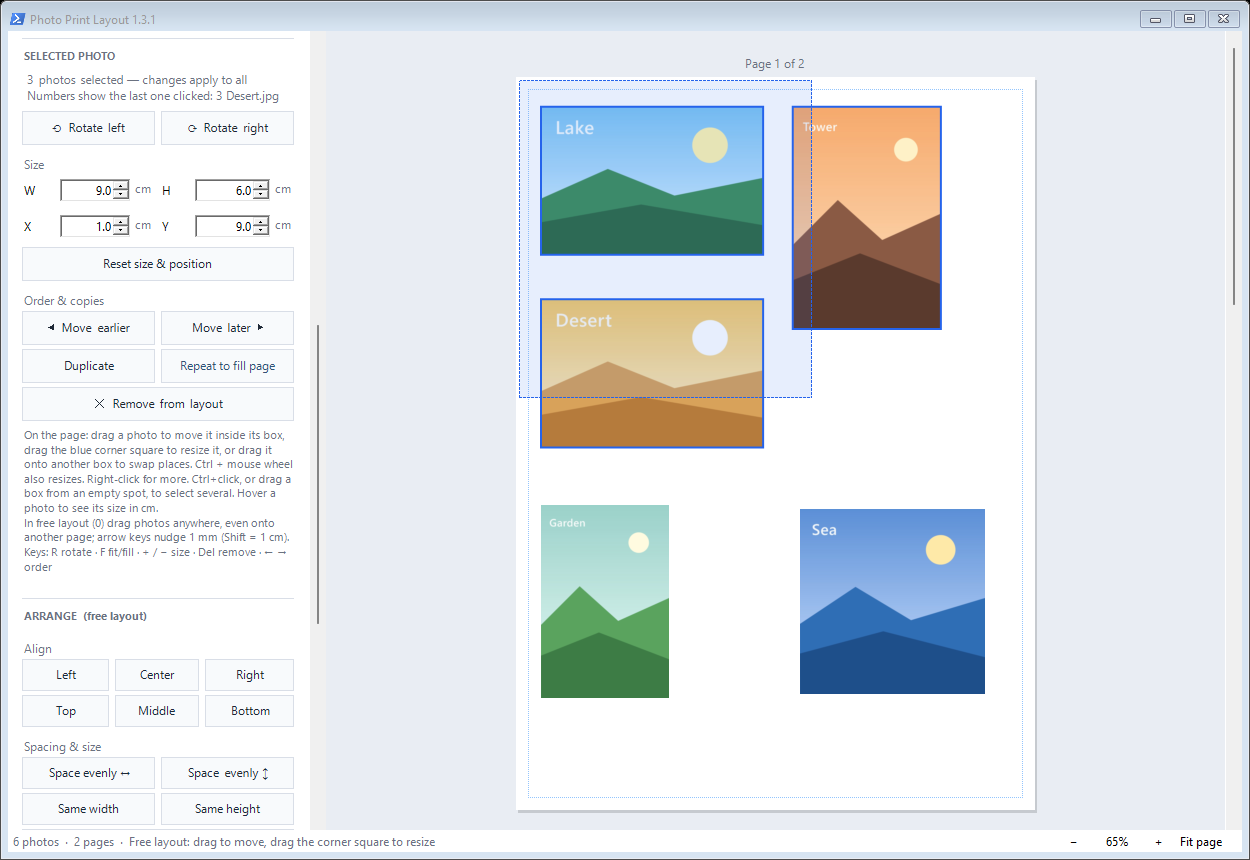 Photo Print Layout 1.3.1
SELECTED PHOTO
3 photos selected — changes apply to all
Numbers show the last one clicked: 3 Desert.jpg
⟲ Rotate left
⟳ Rotate right
Size
W 9.0 cm H 6.0 cm
X 1.0 cm Y 9.0 cm
Reset size & position
Order & copies
◄ Move earlier
Move later ►
Duplicate
Repeat to fill page
✕ Remove from layout
On the page: drag a photo to move it inside its box,
drag the blue corner square to resize it, or drag it
onto another box to swap places. Ctrl + mouse wheel
also resizes. Right-click for more. Ctrl+click, or drag a
box from an empty spot, to select several. Hover a
photo to see its size in cm.
In free layout (0) drag photos anywhere, even onto
another page; arrow keys nudge 1 mm (Shift = 1 cm).
Keys: R rotate · F fit/fill · + / − size · Del remove · ← →
order
ARRANGE (free layout)
Align
Left
Center
Right
Top
Middle
Bottom
Spacing & size
Space evenly ↔
Space evenly ↕
Same width
Same height
Page 1 of 2
Lake
Tower
Desert
Garden
Sea
6 photos · 2 pages · Free layout: drag to move, drag the corner square to resize
− 65% + Fit page